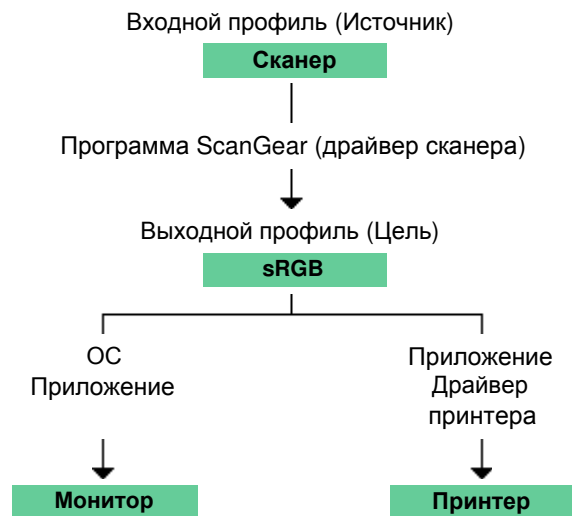 Входной профиль (Источник)
Сканер
Программа ScanGear (драйвер сканера)
Выходной профиль (Цель)
sRGB
ОС
Приложение
Приложение
Драйвер
принтера
Монитор
Принтер